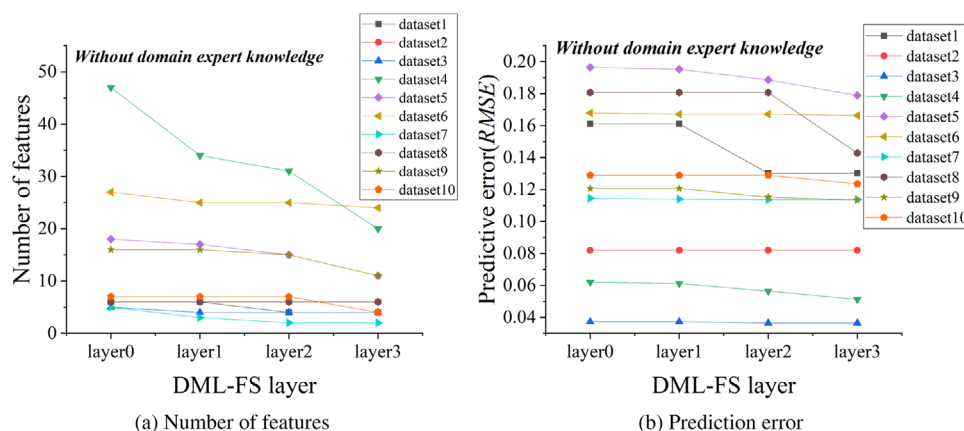 Without domain expert knowledge
dataset1
dataset2
dataset3
dataset4
dataset5
dataset6
dataset7
dataset8
dataset9
dataset10
Number of features
50
40
30
20
10
0
layer0
layer1
layer2
layer3
DML-FS layer
(a) Number of features
Without domain expert knowledge
dataset1
dataset2
dataset3
dataset4
dataset5
dataset6
dataset7
dataset8
dataset9
dataset10
Predictive error(RMSE)
0.20
0.18
0.16
0.14
0.12
0.10
0.08
0.06
0.04
layer0
layer1
layer2
layer3
DML-FS layer
(b) Prediction error